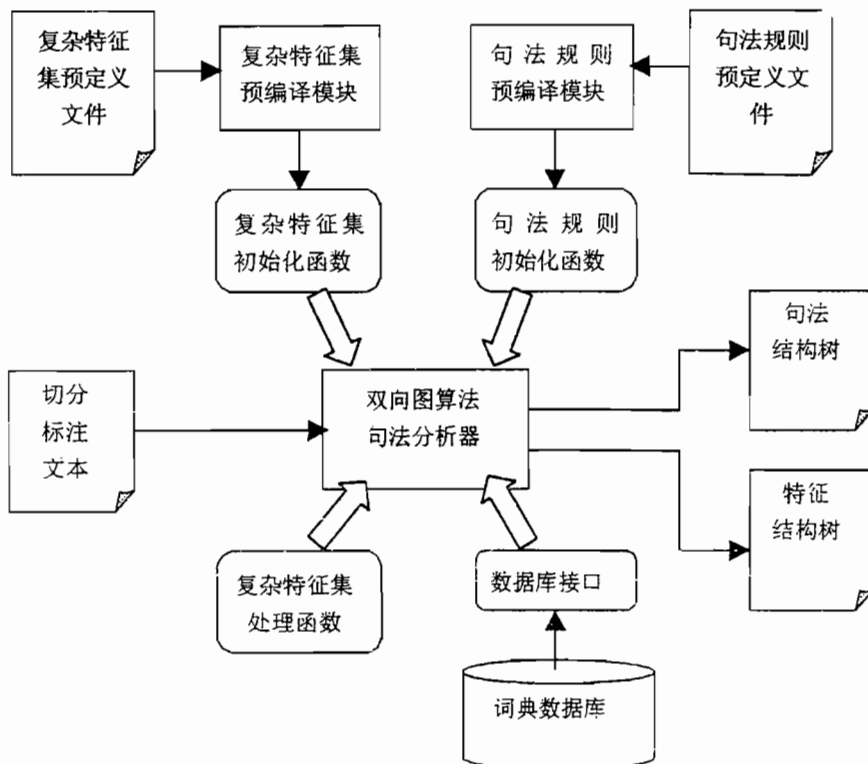 复杂特征
集预定义
文件
复杂特征集
预编译模块
句法规则
预编译模块
句法规则
预定义文
件
复杂特征集
初始化函数
句法规则
初始化函数
句法
结构树
切分
标注
文本
双向图算法
句法分析器
特征
结构树
复杂特征集
处理函数
数据库接口
词典数据库